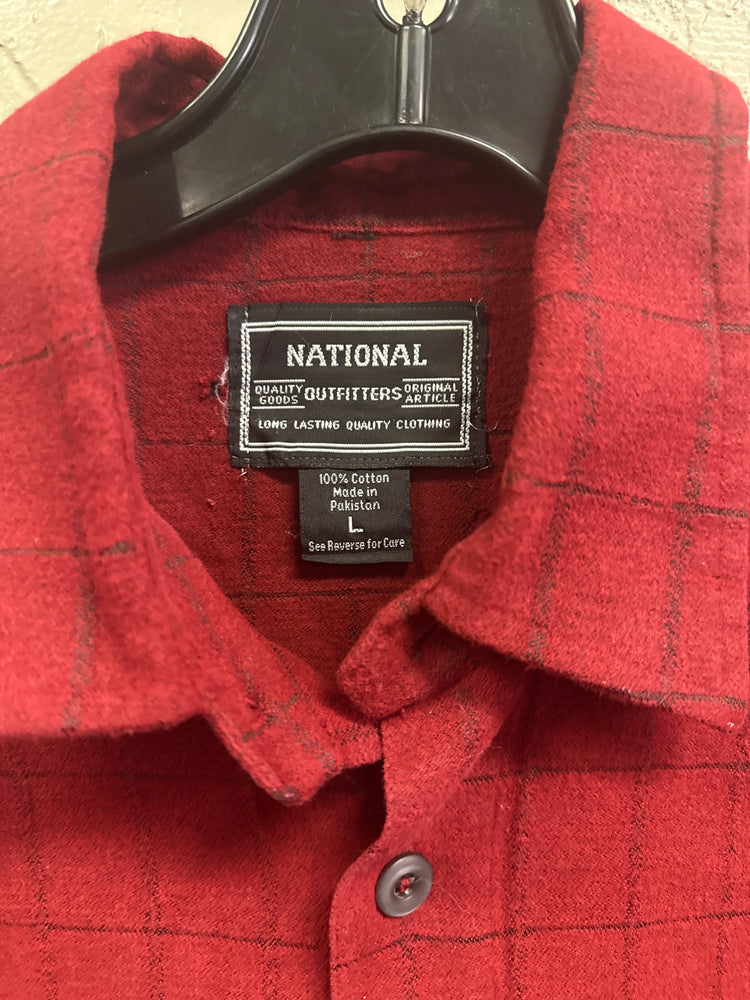 NATIONAL
QUALITY GOODS OUTFITTERS ORIGINAL ARTICLE
LONG LASTING QUALITY CLOTHING
100% Cotton
Made in
Pakistan
L
See Reverse for Care